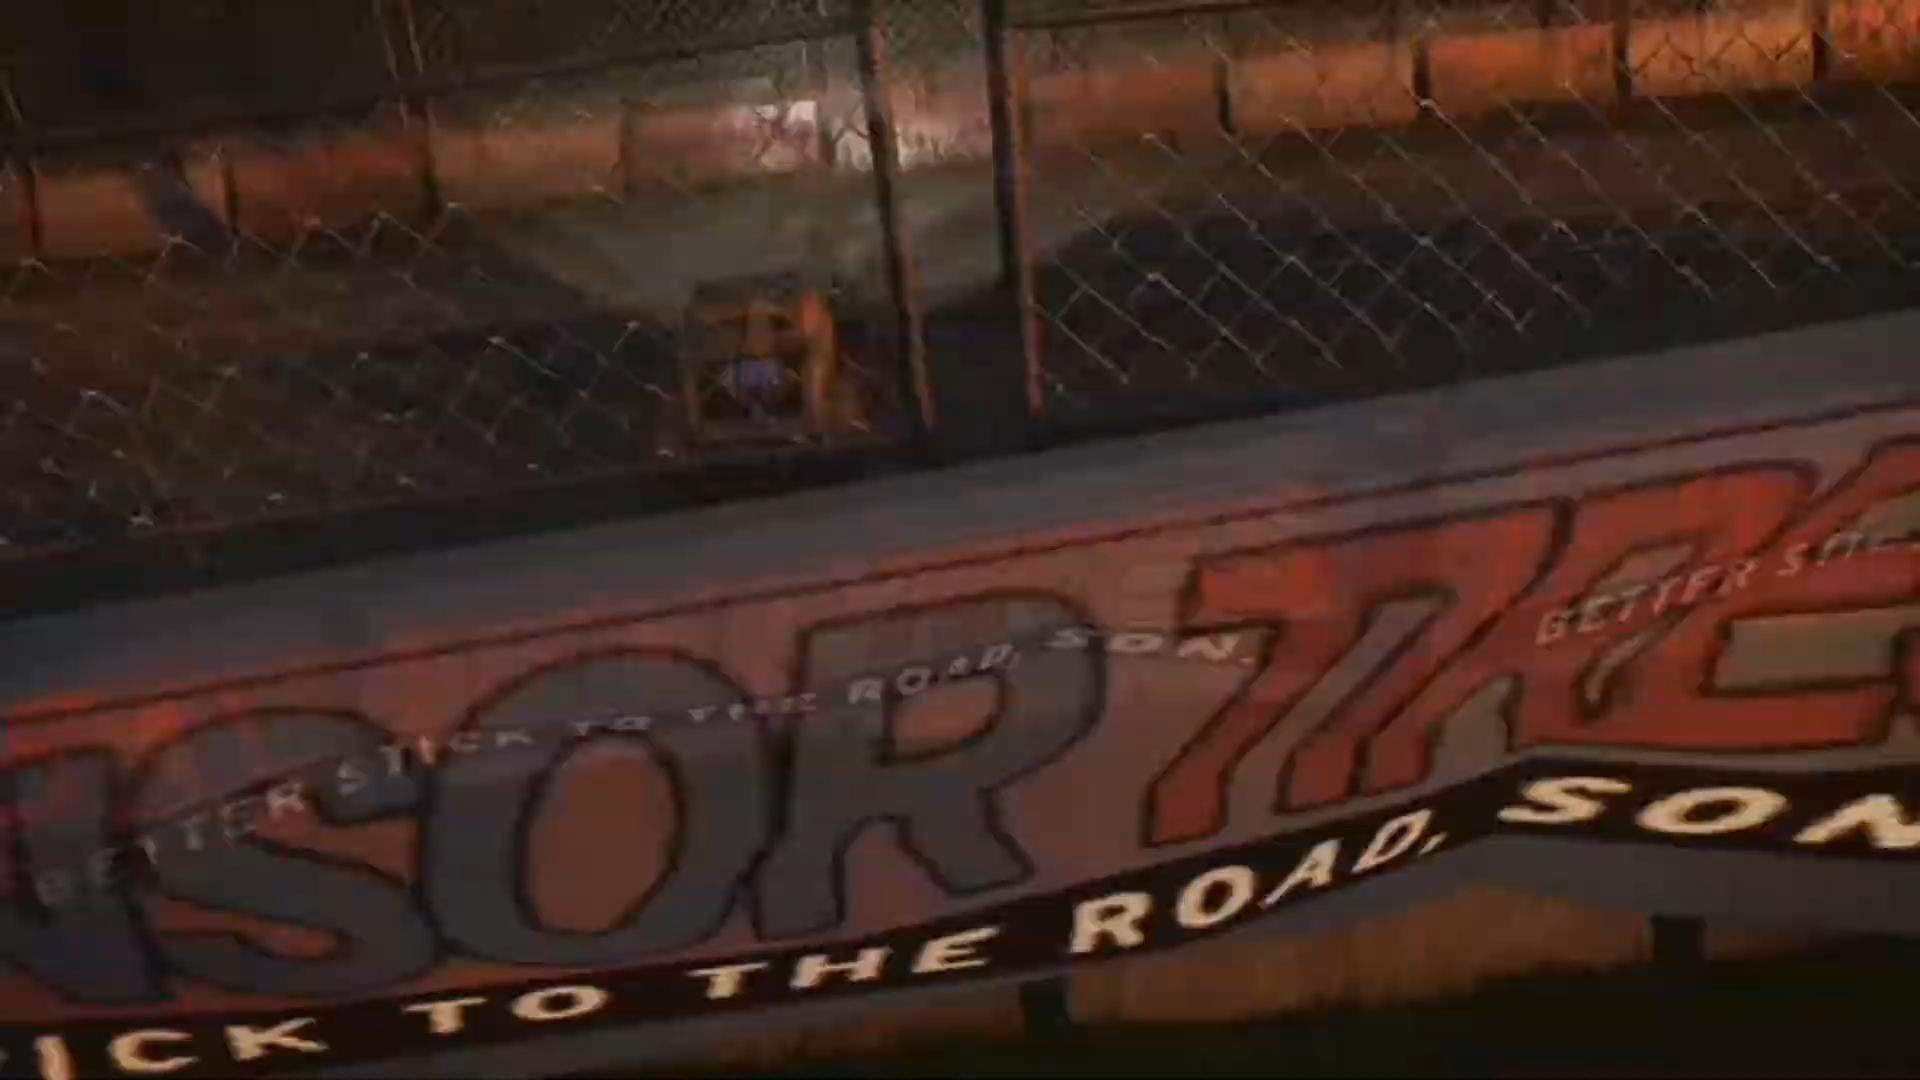 BETTER STICK TO THE ROAD, SON.
BETTER
SOR
ICK TO THE ROAD, SON